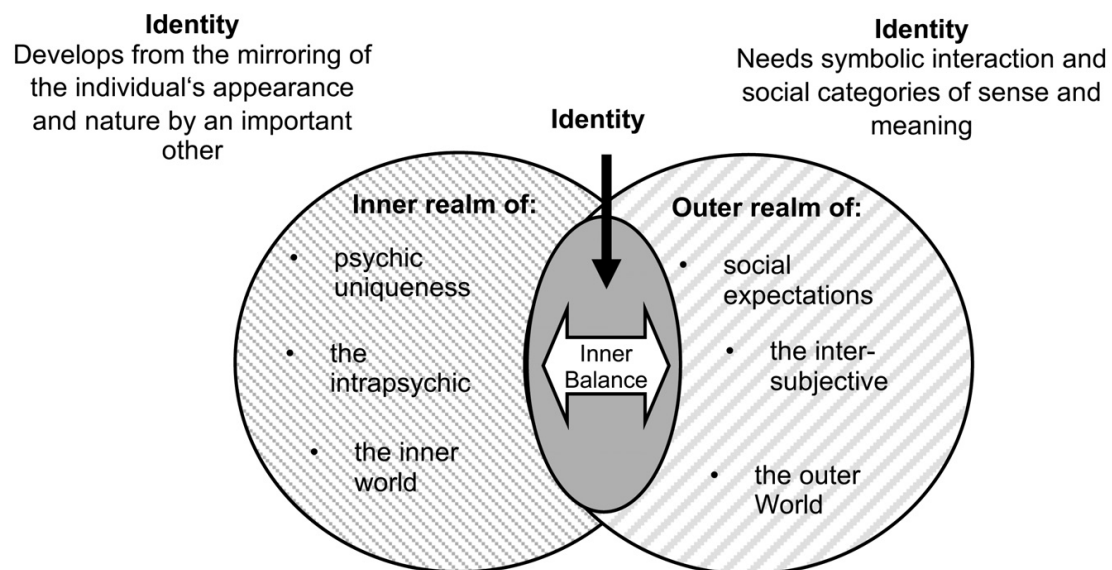 Identity
Develops from the mirroring of
the individual‘s appearance
and nature by an important
other
Identity
Needs symbolic interaction and
social categories of sense and
meaning
Identity
Inner realm of:
• psychic
uniqueness
• the
intrapsychic
• the inner
world
Inner
Balance
Outer realm of:
• social
expectations
• the inter-
subjective
• the outer
World